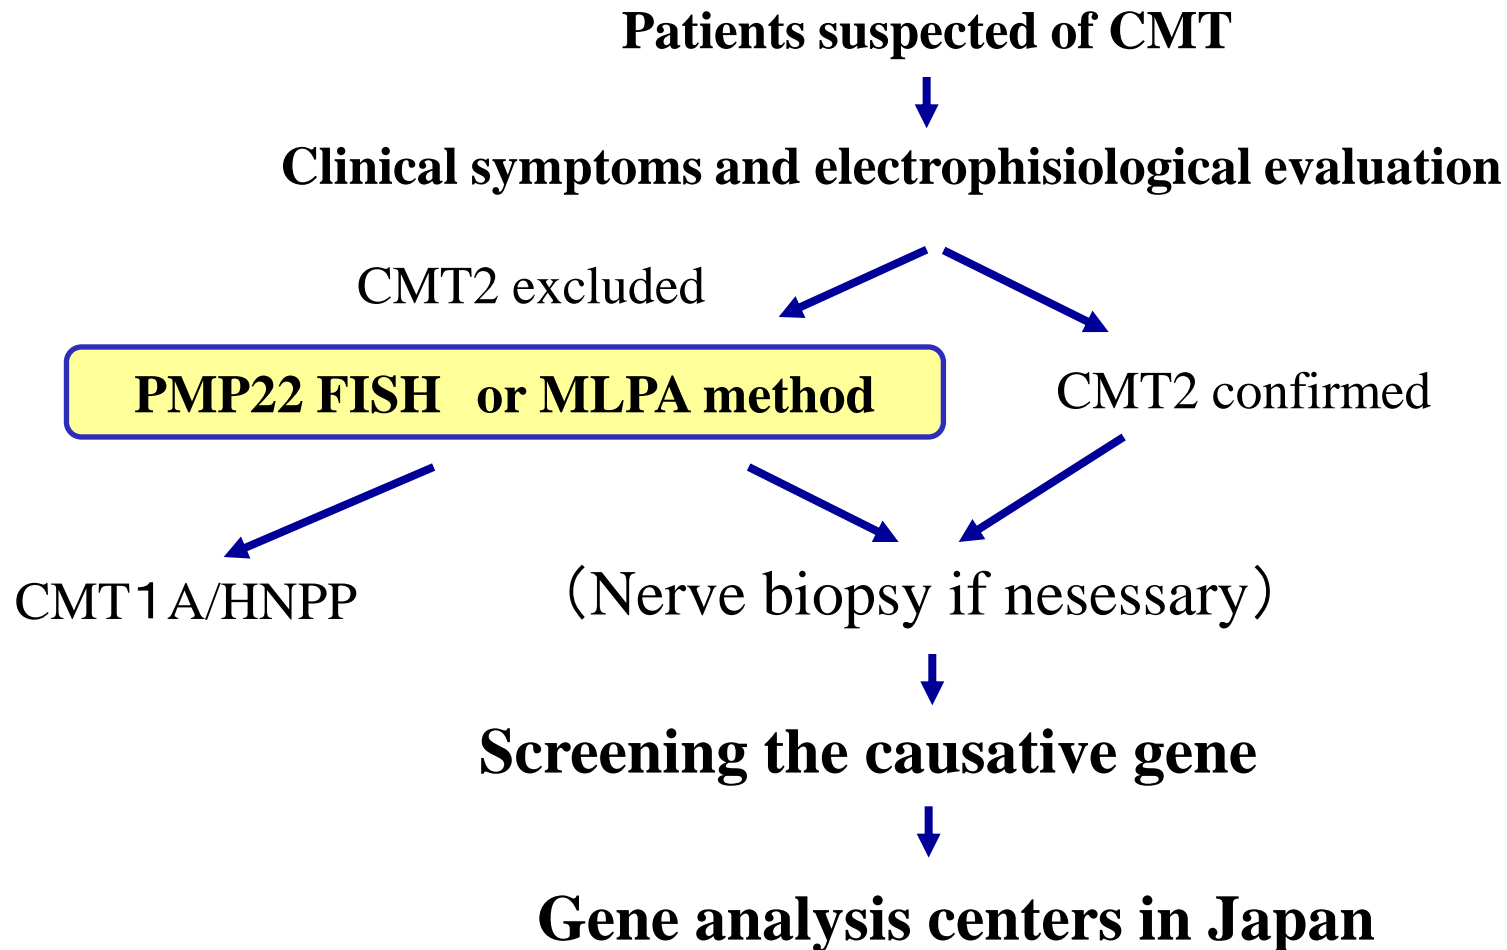 Patients suspected of CMT
Clinical symptoms and electrophisiological evaluation
CMT2 excluded
PMP22 FISH or MLPA method
CMT2 confirmed
CMT1A/HNPP
（Nerve biopsy if nesessary）
Screening the causative gene
Gene analysis centers in Japan